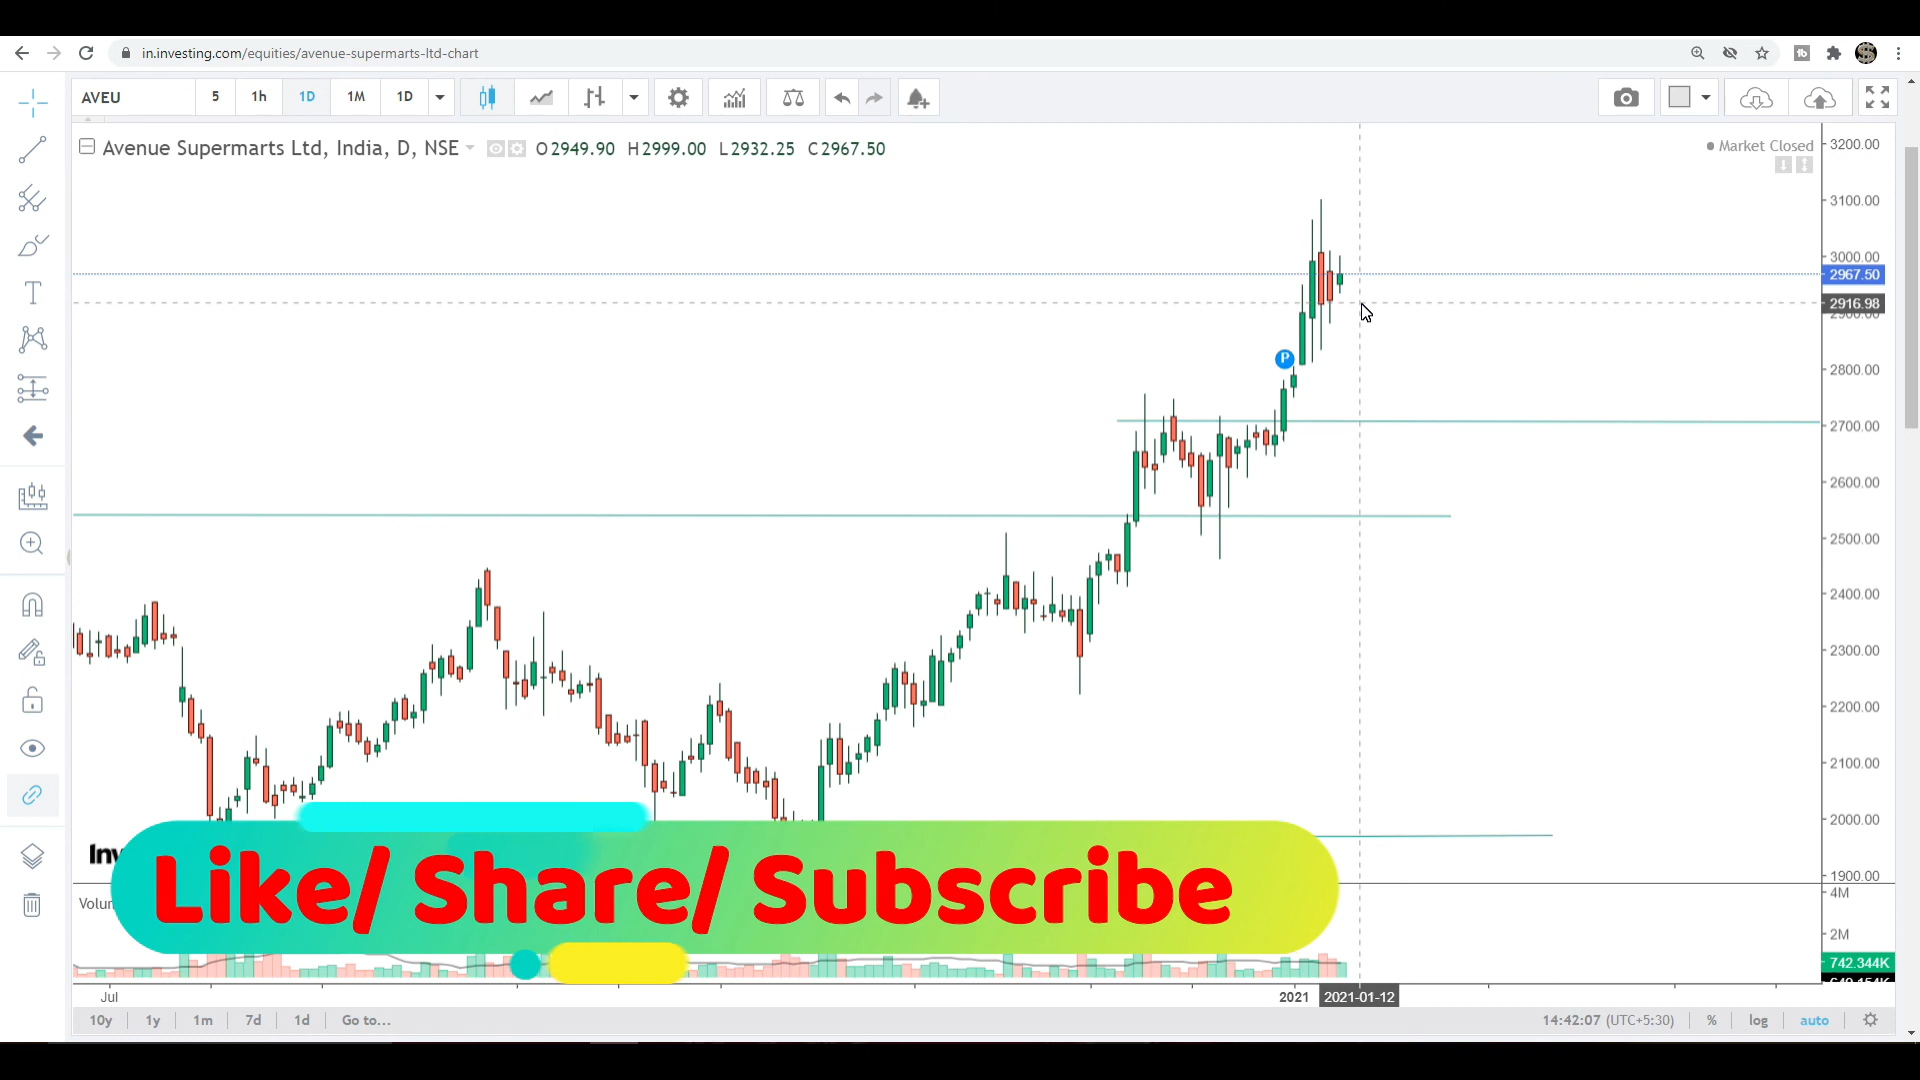 in.investing.com/equities/avenue-supermarts-ltd-chart
AVEU 5 1h 1D 1M 1D
Avenue Supermarts Ltd, India, D, NSE O2949.90 H2999.00 L2932.25 C2967.50
Market Closed
3200.00
3100.00
3000.00
2967.50
2916.98
2900.00
P
2800.00
2700.00
2600.00
2500.00
2400.00
2300.00
2200.00
2100.00
2000.00
1900.00
Like/ Share/ Subscribe
4M
2M
742.344K
Jul 2021 2021-01-12
10y 1y 1m 7d 1d Go to... 14:42:07 (UTC+5:30) % log auto